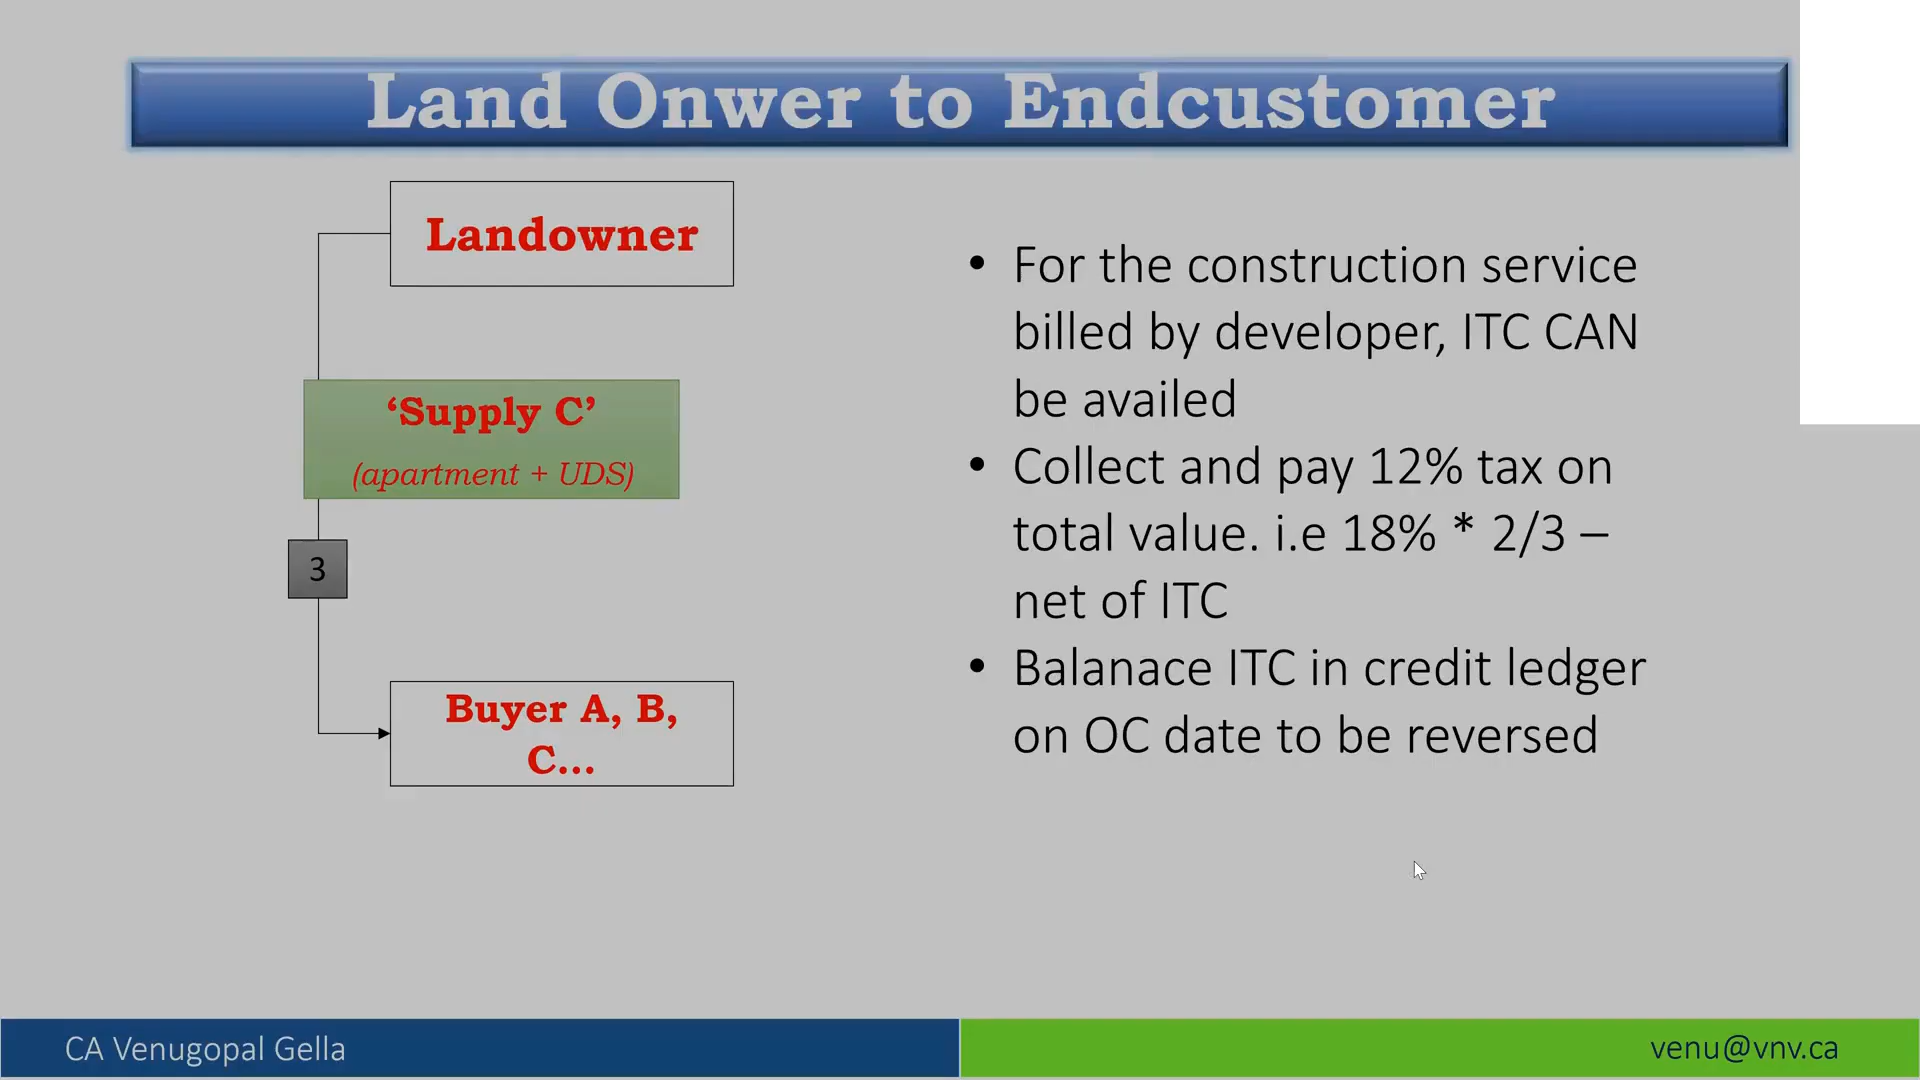 Land Onwer to Endcustomer
Landowner
‘Supply C’
(apartment + UDS)
3
Buyer A, B,
C...
• For the construction service
billed by developer, ITC CAN
be availed
• Collect and pay 12% tax on
total value. i.e 18% * 2/3 –
net of ITC
• Balanace ITC in credit ledger
on OC date to be reversed
CA Venugopal Gella
venu@vnv.ca